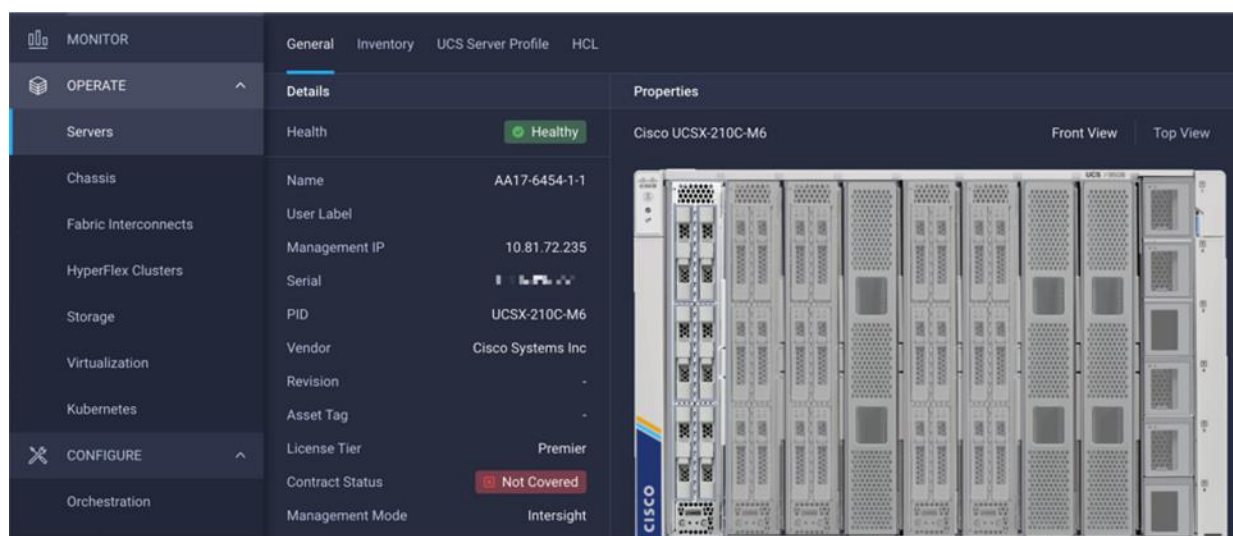 MONITOR
OPERATE
Servers
Chassis
Fabric Interconnects
HyperFlex Clusters
Storage
Virtualization
Kubernetes
CONFIGURE
Orchestration
General Inventory UCS Server Profile HCL
Details
Health Healthy
Name AA17-6454-1-1
User Label
Management IP 10.81.72.235
Serial
PID UCSX-210C-M6
Vendor Cisco Systems Inc
Revision -
Asset Tag -
License Tier Premier
Contract Status Not Covered
Management Mode Intersight
Properties
Cisco UCSX-210C-M6 Front View Top View
CISCO